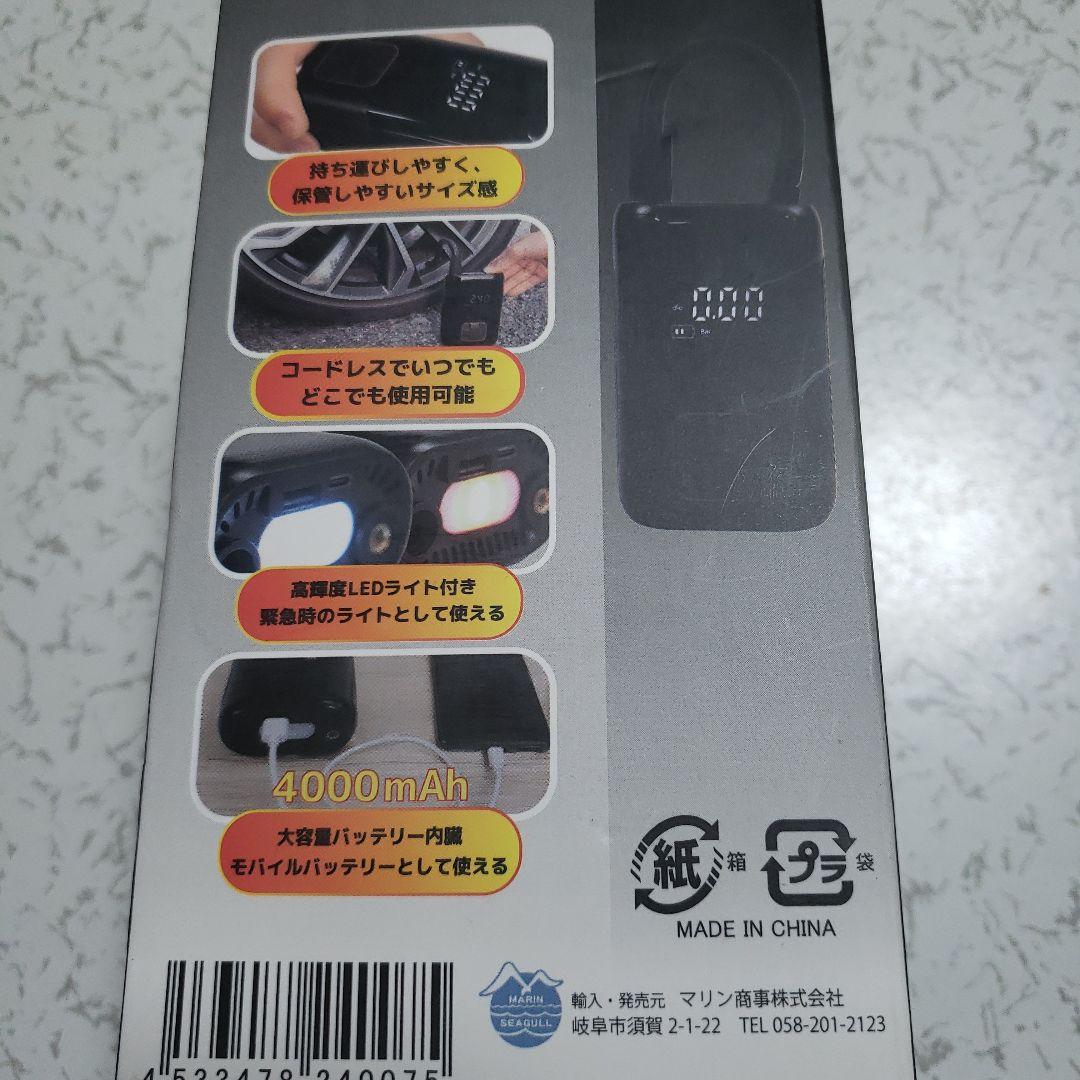 持ち運びしやすく、
保管しやすいサイズ感
240
コードレスでいつでも
どこでも使用可能
高輝度LEDライト付き
緊急時のライトとして使える
4000mAh
大容量バッテリー内臓
モバイルバッテリーとして使える
0.00
Bar
紙 箱 プラ 袋
MADE IN CHINA
MARIN
SEAGULL
輸入・発売元 マリン商事株式会社
岐阜市須賀 2-1-22 TEL 058-201-2123
4 533478 240075